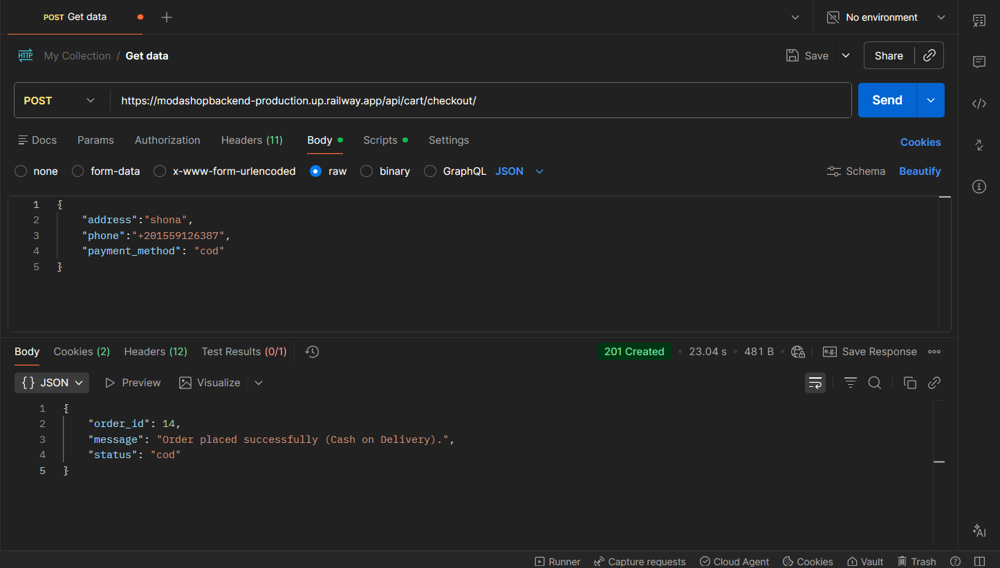 POST Get data
No environment
HTTP My Collection / Get data
Save Share
POST https://modashopbackend-production.up.railway.app/api/cart/checkout/ Send
Docs Params Authorization Headers (11) Body Scripts Settings Cookies
none form-data x-www-form-urlencoded raw binary GraphQL JSON Schema Beautify
1 {
2 "address":"shona",
3 "phone":"+201559126387",
4 "payment_method": "cod"
5 }
Body Cookies (2) Headers (12) Test Results (0/1) 201 Created • 23.04 s • 481 B • e.g. Save Response
{} JSON Preview Visualize
1 {
2 "order_id": 14,
3 "message": "Order placed successfully (Cash on Delivery).",
4 "status": "cod"
5 }
AI
Runner Capture requests Cloud Agent Cookies Vault Trash